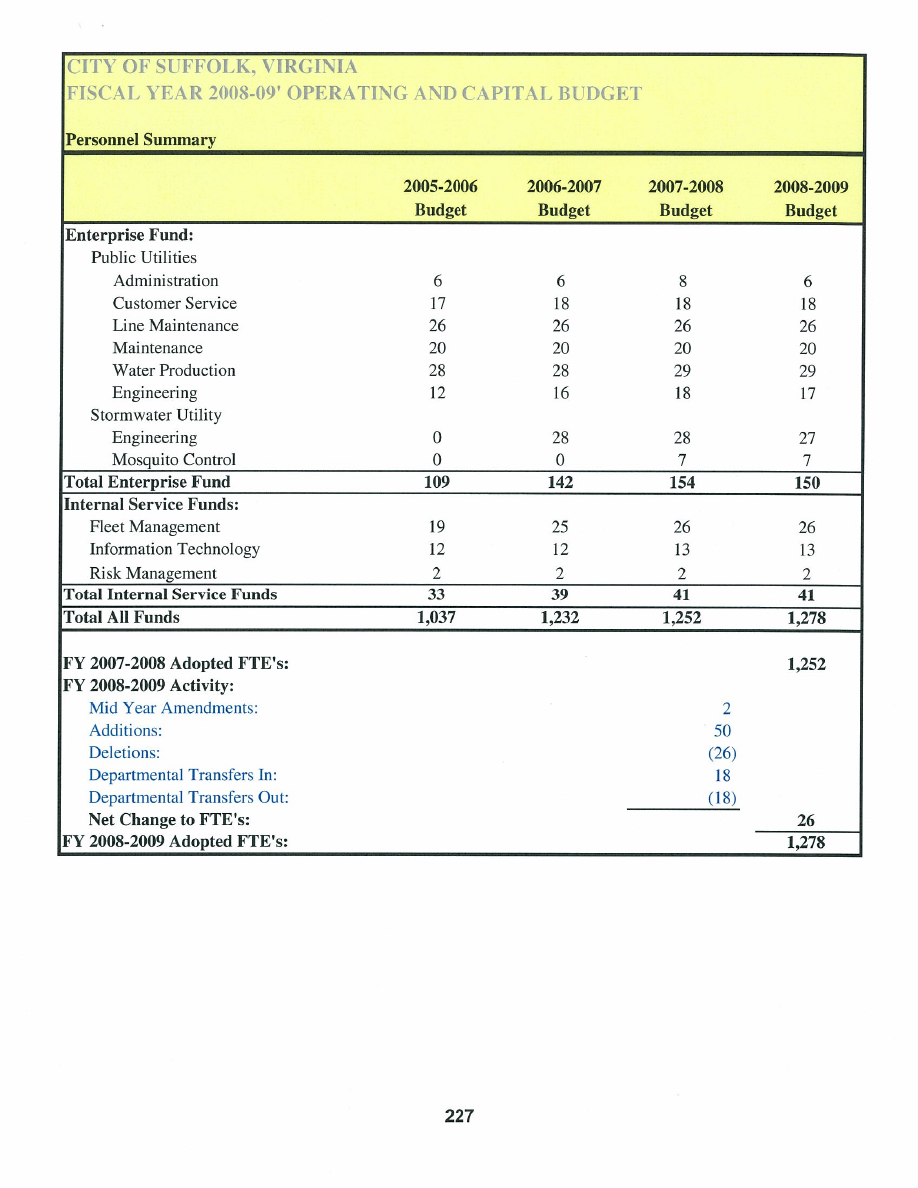 CITY OF SUFFOLK, VIRGINIA
FISCAL YEAR 2008-09' OPERATING AND CAPITAL BUDGET
Personnel Summary
2005-2006 2006-2007 2007-2008 2008-2009
Budget Budget Budget Budget
Enterprise Fund:
Public Utilities
Administration 6 6 8 6
Customer Service 17 18 18 18
Line Maintenance 26 26 26 26
Maintenance 20 20 20 20
Water Production 28 28 29 29
Engineering 12 16 18 17
Stormwater Utility
Engineering 0 28 28 27
Mosquito Control 0 0 7 7
Total Enterprise Fund 109 142 154 150
Internal Service Funds:
Fleet Management 19 25 26 26
Information Technology 12 12 13 13
Risk Management 2 2 2 2
Total Internal Service Funds 33 39 41 41
Total All Funds 1,037 1,232 1,252 1,278
FY 2007-2008 Adopted FTE's: 1,252
FY 2008-2009 Activity:
Mid Year Amendments: 2
Additions: 50
Deletions: (26)
Departmental Transfers In: 18
Departmental Transfers Out: (18)
Net Change to FTE's: 26
FY 2008-2009 Adopted FTE's: 1,278
227